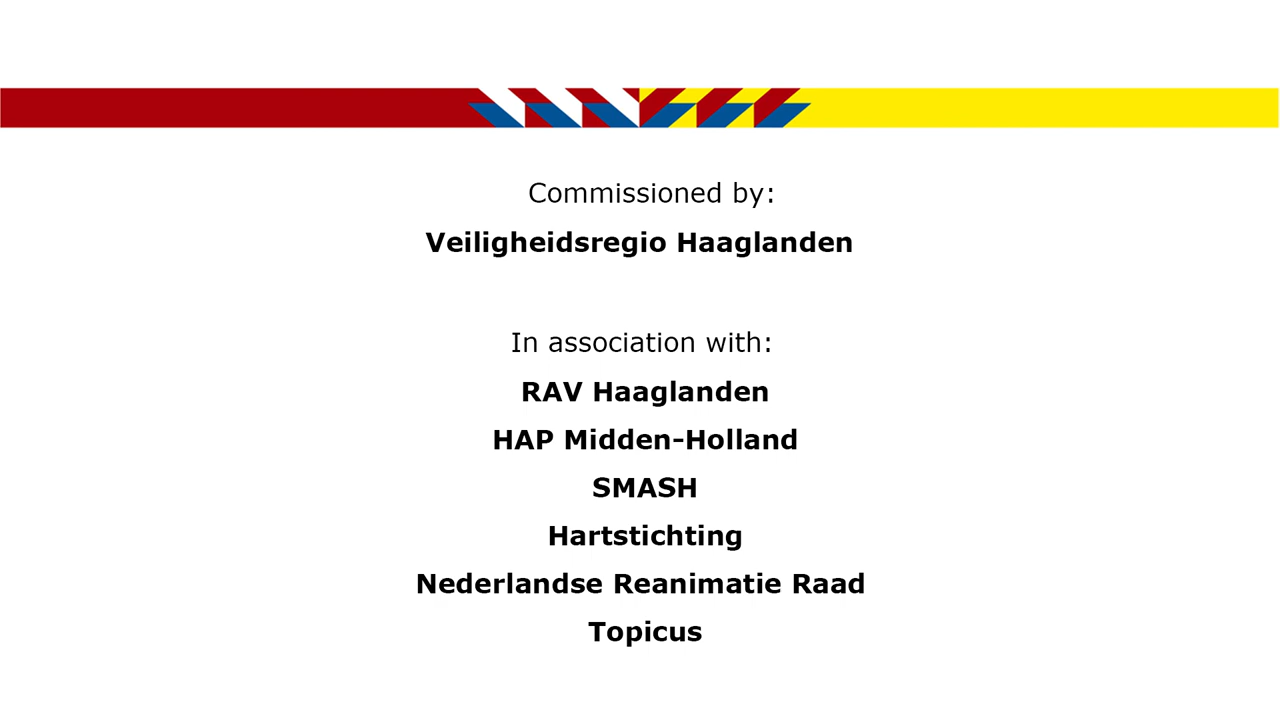 Commissioned by:
Veiligheidsregio Haaglanden
In association with:
RAV Haaglanden
HAP Midden-Holland
SMASH
Hartstichting
Nederlandse Reanimatie Raad
Topicus